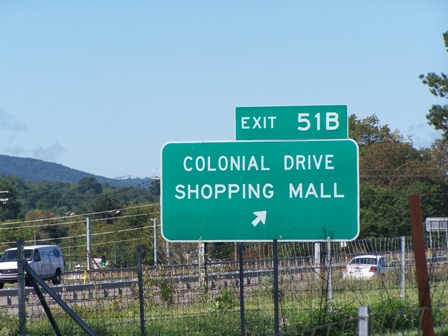 EXIT 51B
COLONIAL DRIVE
SHOPPING MALL